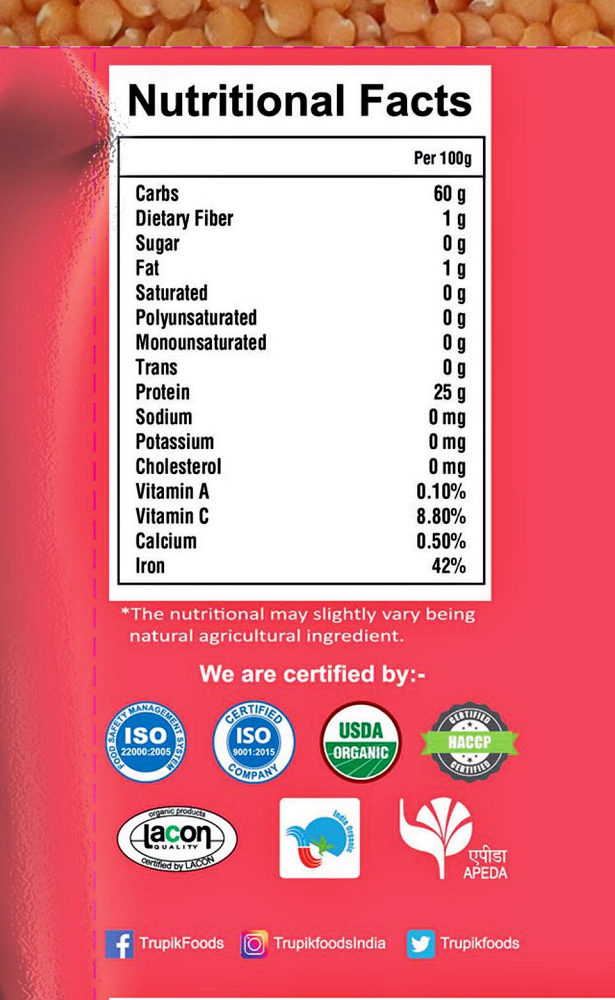 Nutritional Facts
Per 100g
Carbs 60 g
Dietary Fiber 1 g
Sugar 0 g
Fat 1 g
Saturated 0 g
Polyunsaturated 0 g
Monounsaturated 0 g
Trans 0 g
Protein 25 g
Sodium 0 mg
Potassium 0 mg
Cholesterol 0 mg
Vitamin A 0.10%
Vitamin C 8.80%
Calcium 0.50%
Iron 42%
*The nutritional may slightly vary being
natural agricultural ingredient.
We are certified by:-
FOOD SAFETY MANAGEMENT SYSTEM
ISO
22000:2005
CERTIFIED
ISO
9001:2015
COMPANY
USDA
ORGANIC
CERTIFIED
HACCP
CERTIFIED
organic products
lacon
QUALITY
certified by LACON
India Organic
एपीडा
APEDA
TrupikFoods
TrupikfoodsIndia
Trupikfoods